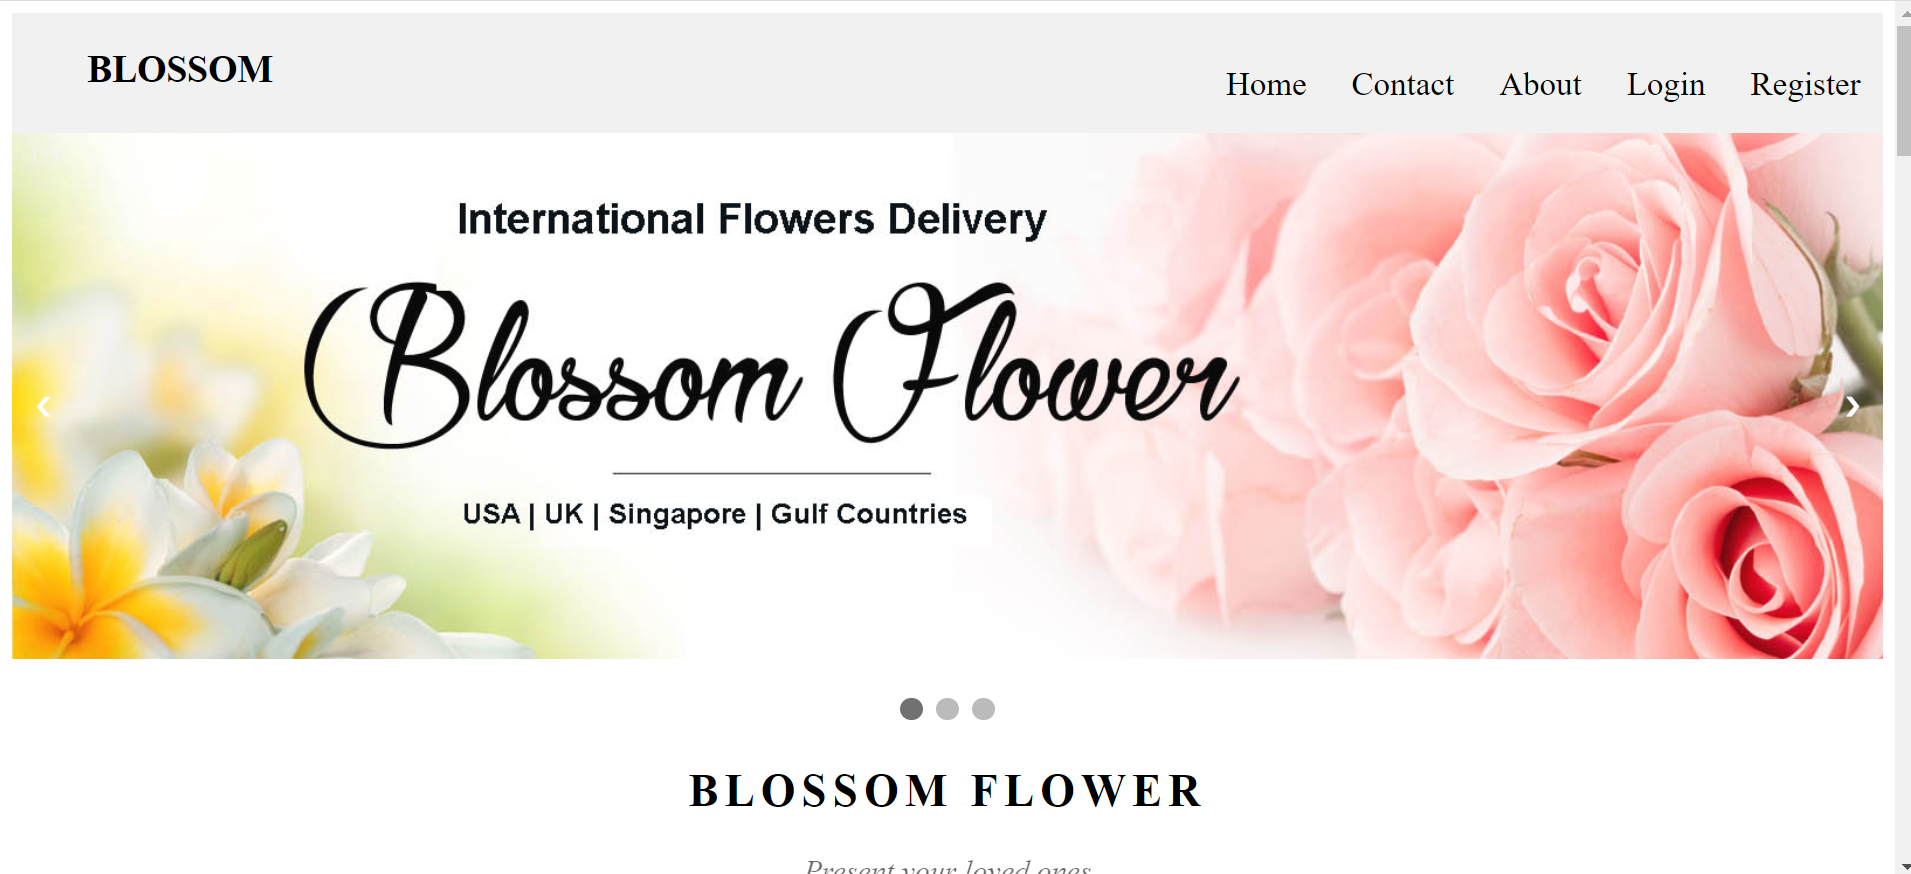 BLOSSOM
Home Contact About Login Register
International Flowers Delivery
Blossom Flower
USA | UK | Singapore | Gulf Countries
BLOSSOM FLOWER
Present your loved ones